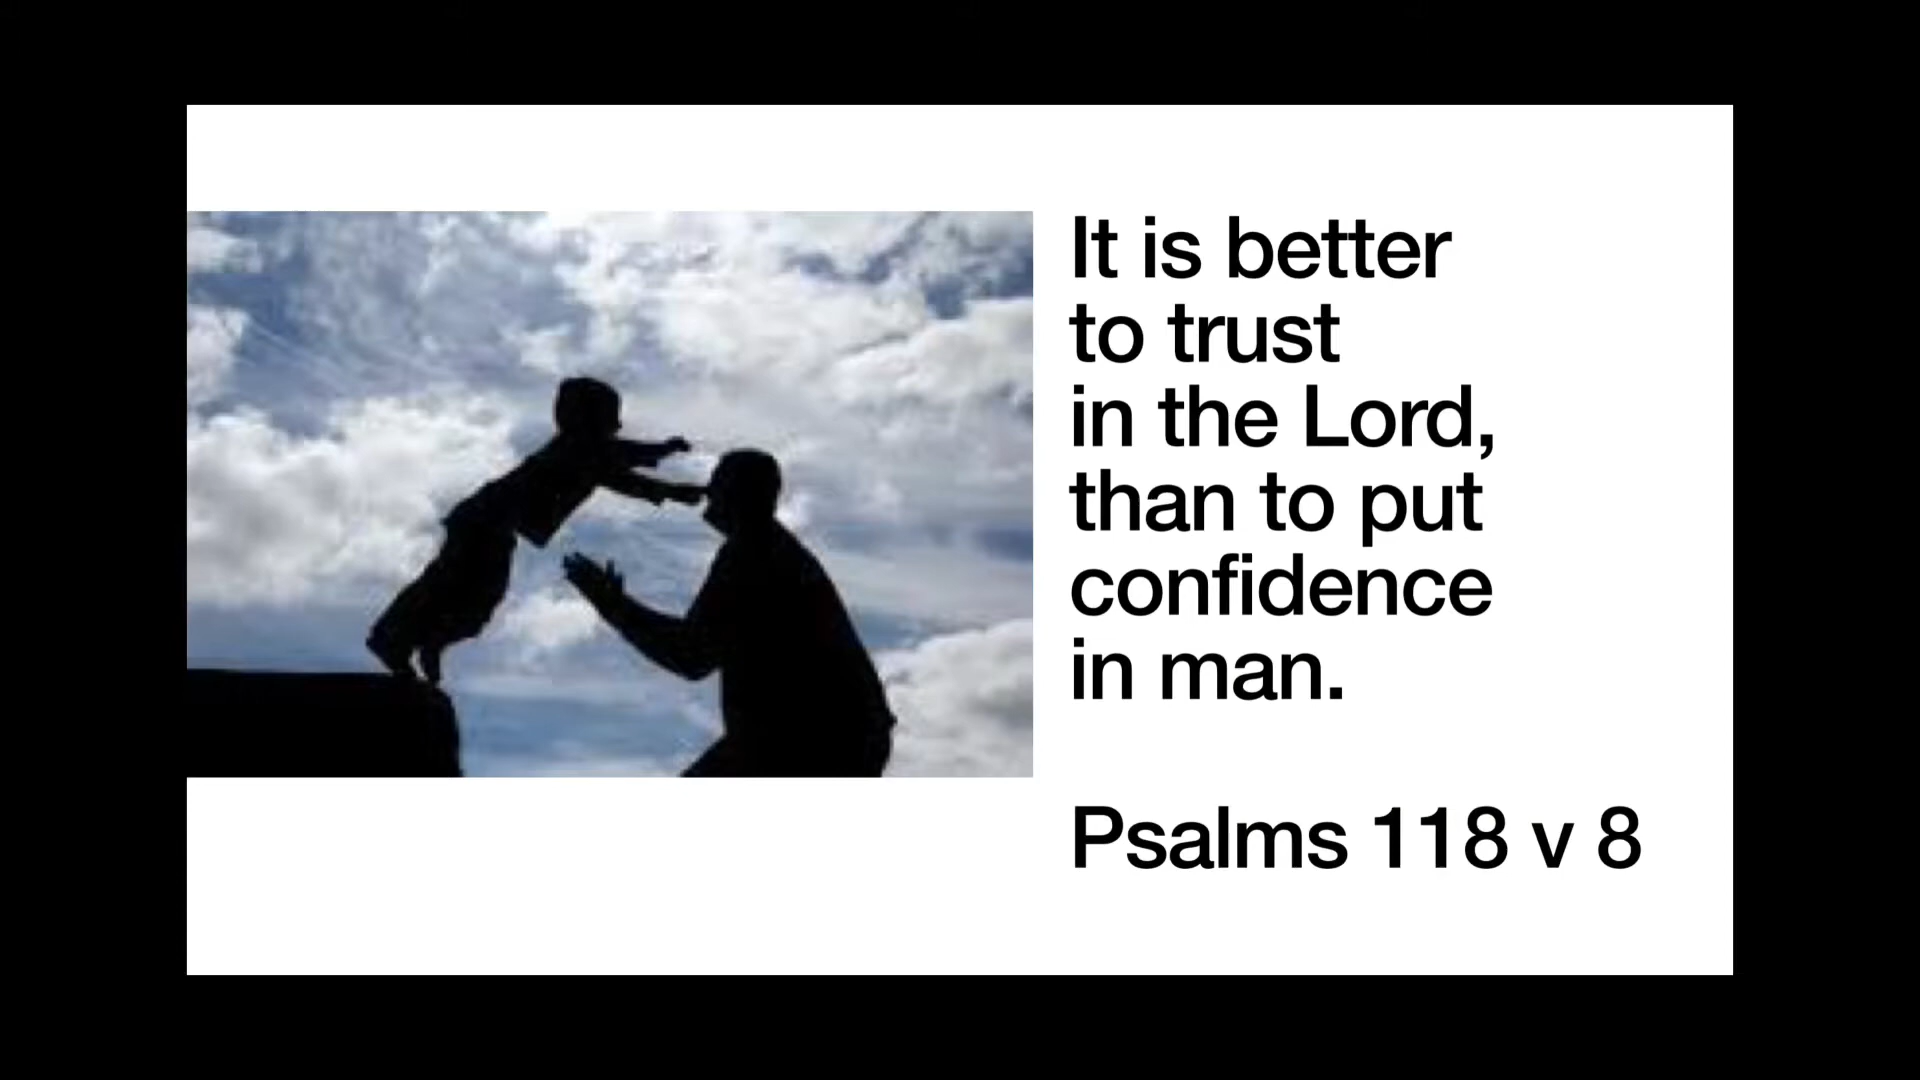 It is better
to trust
in the Lord,
than to put
confidence
in man.
Psalms 118 v 8